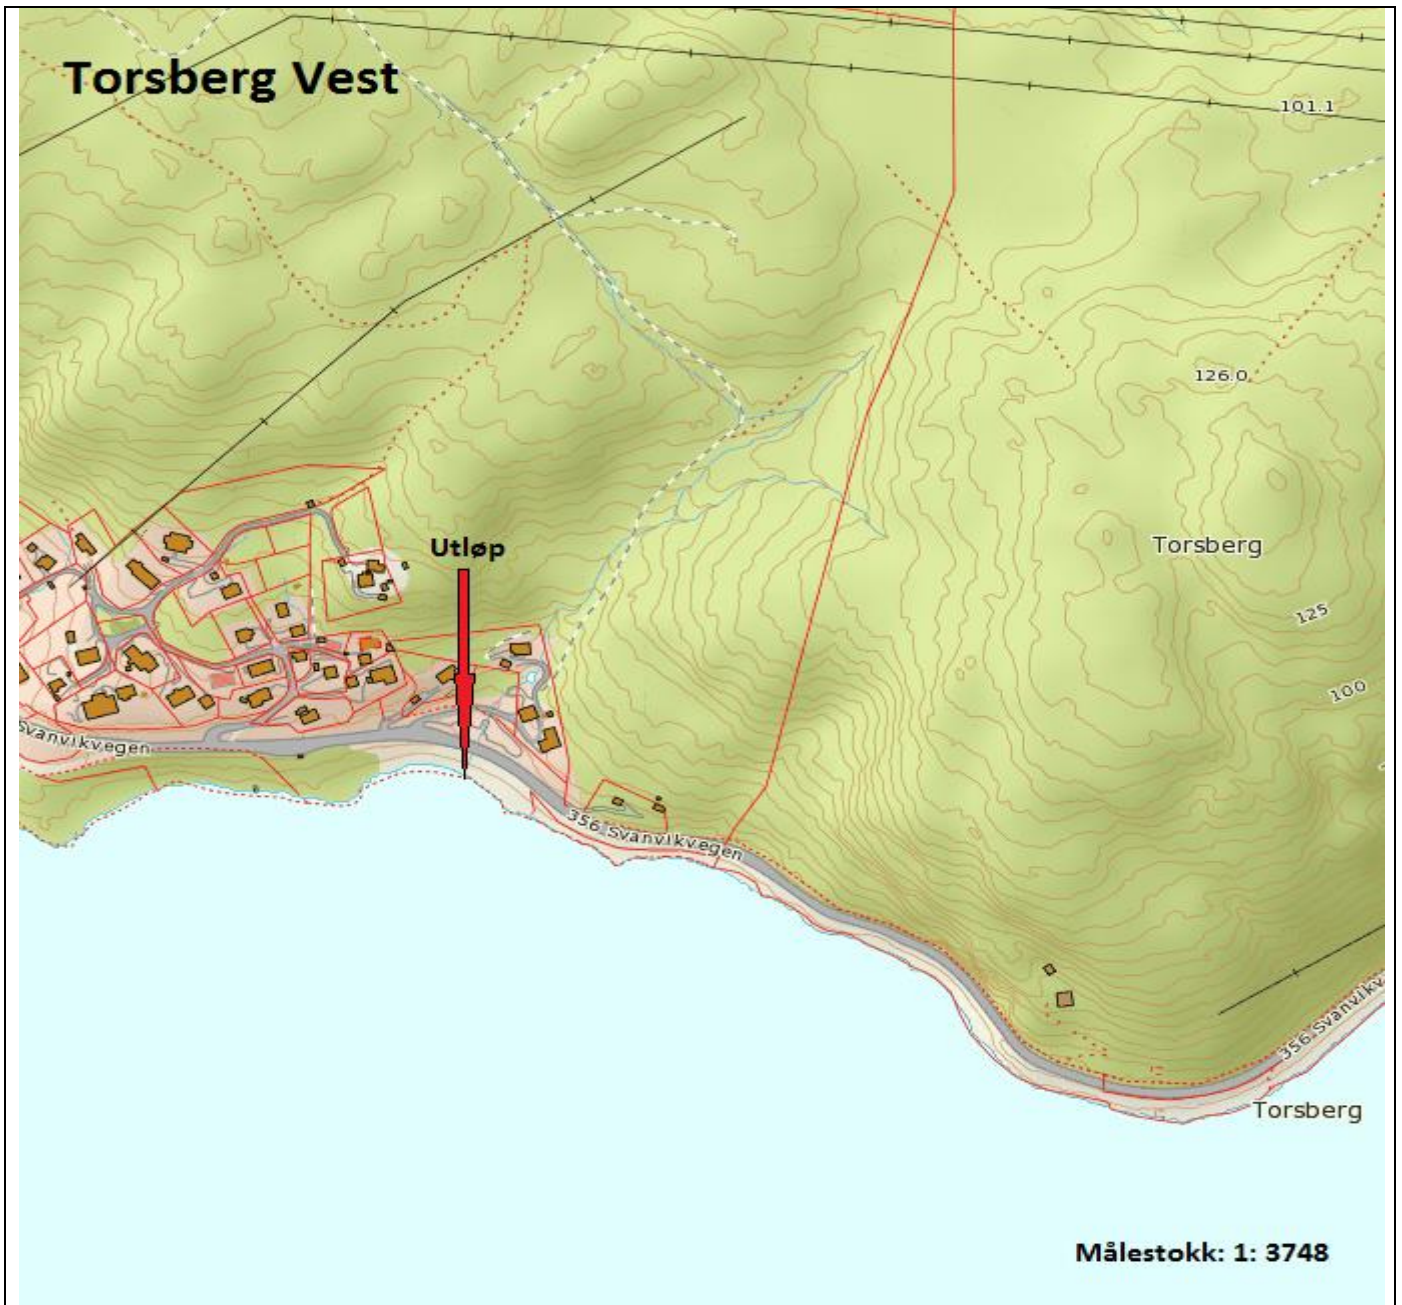 Torsberg Vest
101.1
126.0
Utløp
Torsberg
125
100
Svanvikvegen
356 Svanvikvegen
356 Svanvikv
Torsberg
Målestokk: 1: 3748